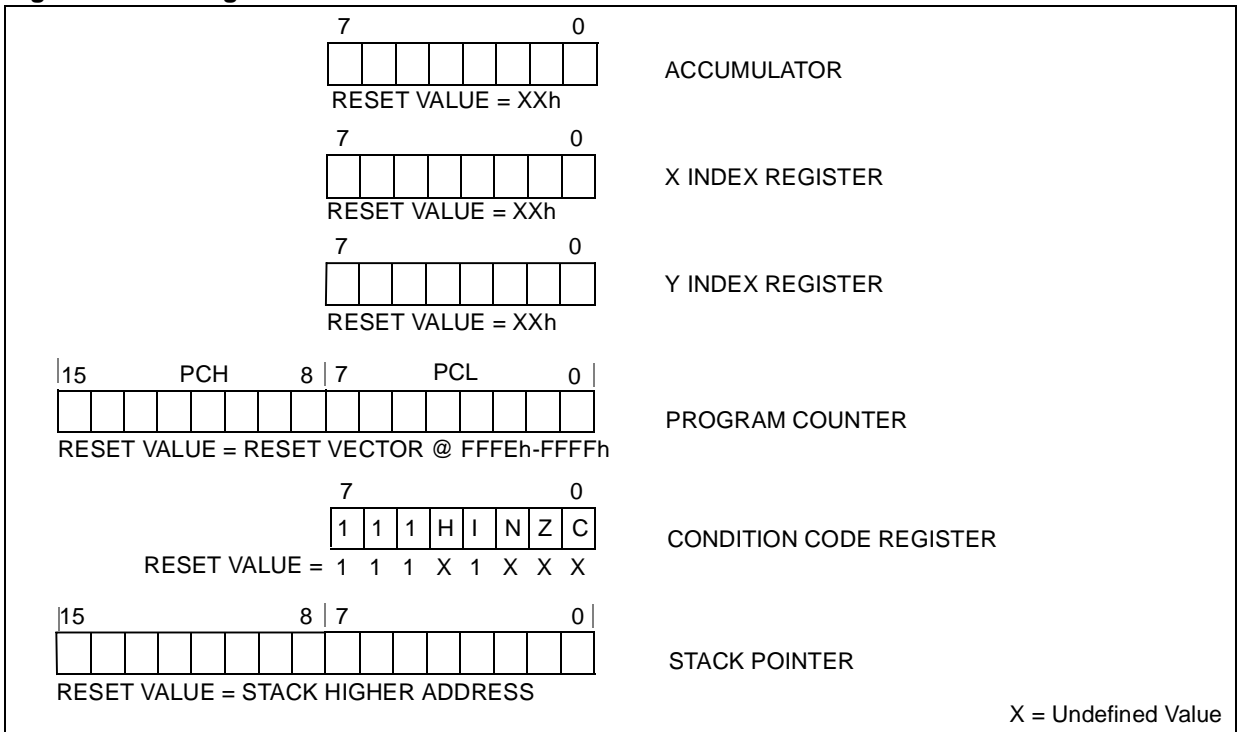 7 0
ACCUMULATOR
RESET VALUE = XXh
7 0
X INDEX REGISTER
RESET VALUE = XXh
7 0
Y INDEX REGISTER
RESET VALUE = XXh
15 PCH 8 7 PCL 0
PROGRAM COUNTER
RESET VALUE = RESET VECTOR @ FFFEh-FFFFh
7 0
1 1 1 H I N Z C
CONDITION CODE REGISTER
RESET VALUE = 1 1 1 X 1 X X X
15 8 7 0
STACK POINTER
RESET VALUE = STACK HIGHER ADDRESS
X = Undefined Value